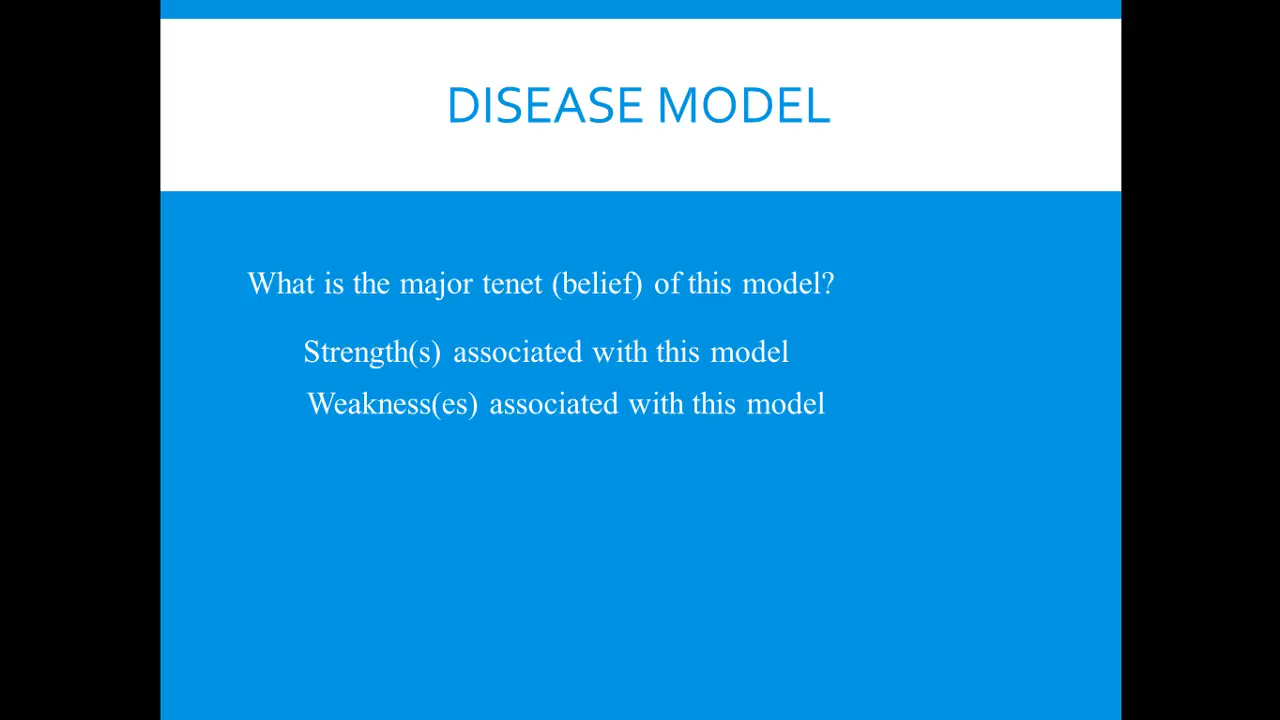 DISEASE MODEL
What is the major tenet (belief) of this model?
Strength(s) associated with this model
Weakness(es) associated with this model